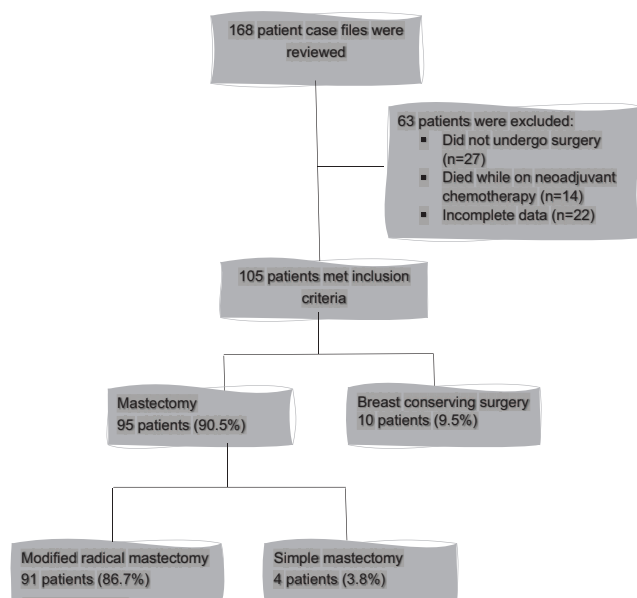 168 patient case files were
reviewed
63 patients were excluded:
▪ Did not undergo surgery
(n=27)
▪ Died while on neoadjuvant
chemotherapy (n=14)
▪ Incomplete data (n=22)
105 patients met inclusion
criteria
Mastectomy
95 patients (90.5%)
Breast conserving surgery
10 patients (9.5%)
Modified radical mastectomy
91 patients (86.7%)
Simple mastectomy
4 patients (3.8%)